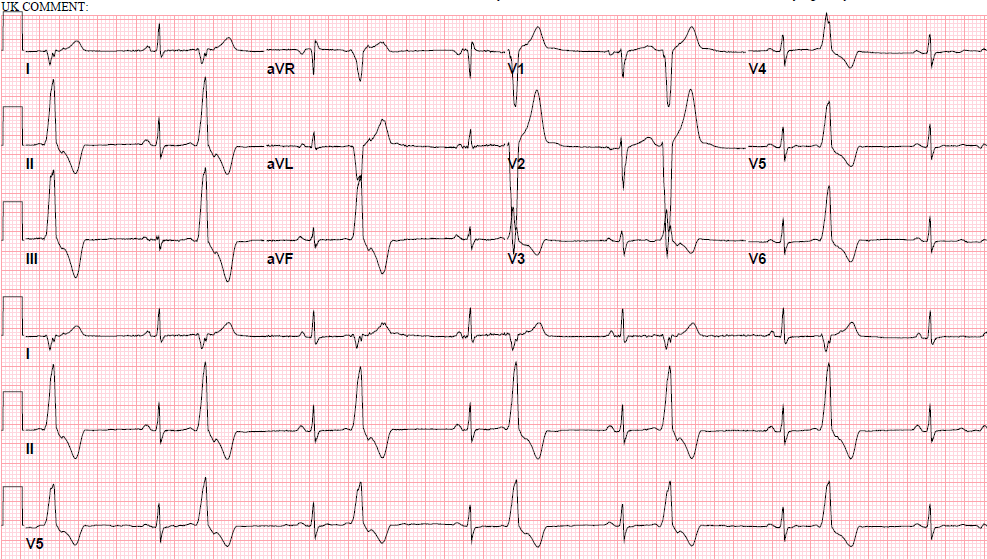 UK COMMENT:
I aVR V1 V4
II aVL V2 V5
III aVF V3 V6
I
II
V5